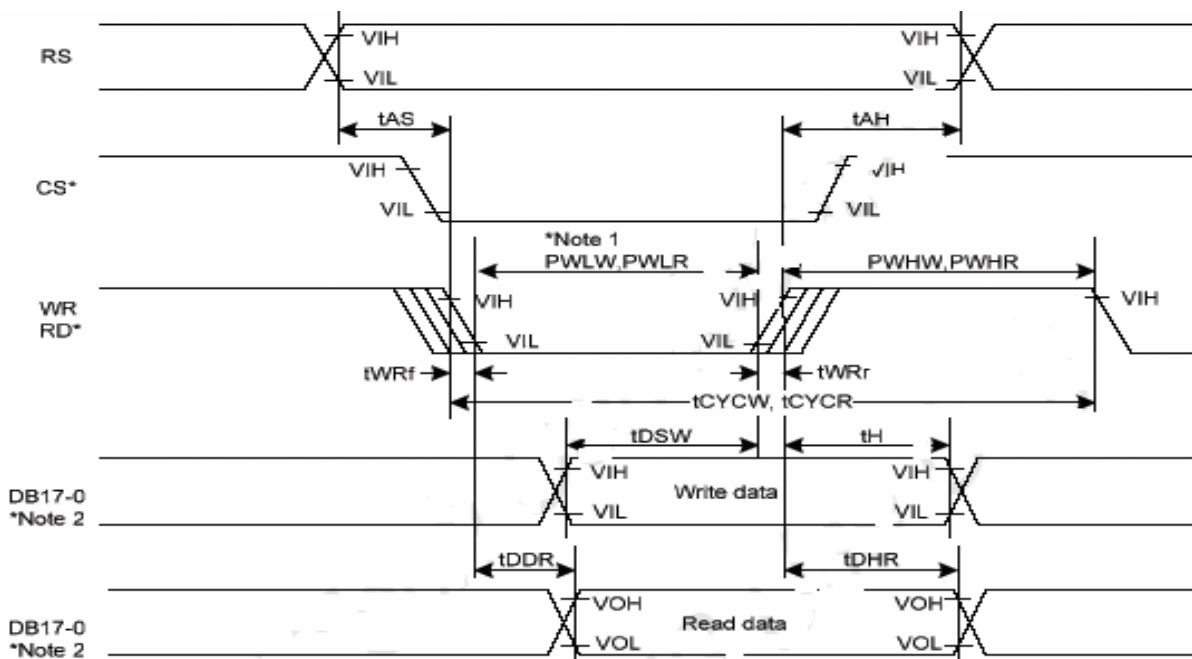 RS
VIH
VIH
VIL
VIL
tAS
tAH
CS*
VIH
VIH
VIL
VIL
*Note 1
PWLW,PWLR
PWHW,PWHR
WR
RD*
VIH
VIH
VIH
VIL
VIL
tWRf
tWRr
tCYCW, tCYCR
tDSW
tH
DB17-0
*Note 2
VIH
VIH
Write data
VIL
VIL
tDDR
tDHR
DB17-0
*Note 2
VOH
VOH
Read data
VOL
VOL